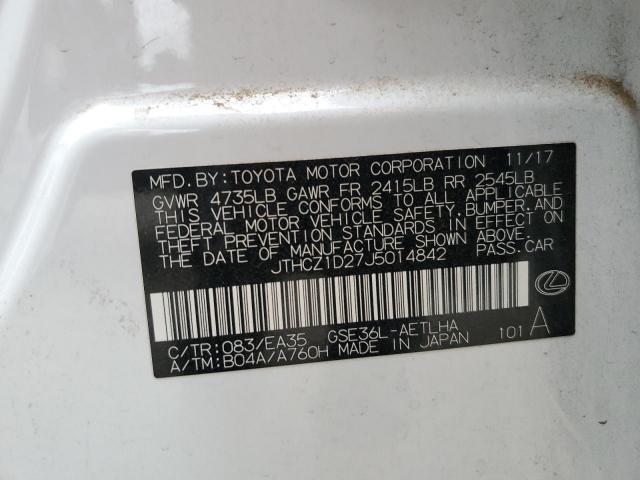 MFD. BY: TOYOTA MOTOR CORPORATION 11/17
GVWR 4735LB GAWR FR 2415LB RR 2545LB
THIS VEHICLE CONFORMS TO ALL APPLICABLE
FEDERAL MOTOR VEHICLE SAFETY, BUMPER, AND
THEFT PREVENTION STANDARDS IN EFFECT ON
THE DATE OF MANUFACTURE SHOWN ABOVE.
JTHCZ1D27J5014842 PASS. CAR
C/TR: 083/EA35 GSE36L-AETLHA
A/TM: B04A/A760H MADE IN JAPAN 101 A